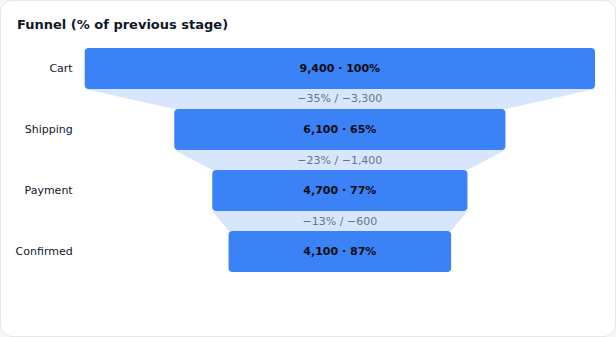 Funnel (% of previous stage)
Cart 9,400 · 100%
−35% / −3,300
Shipping 6,100 · 65%
−23% / −1,400
Payment 4,700 · 77%
−13% / −600
Confirmed 4,100 · 87%